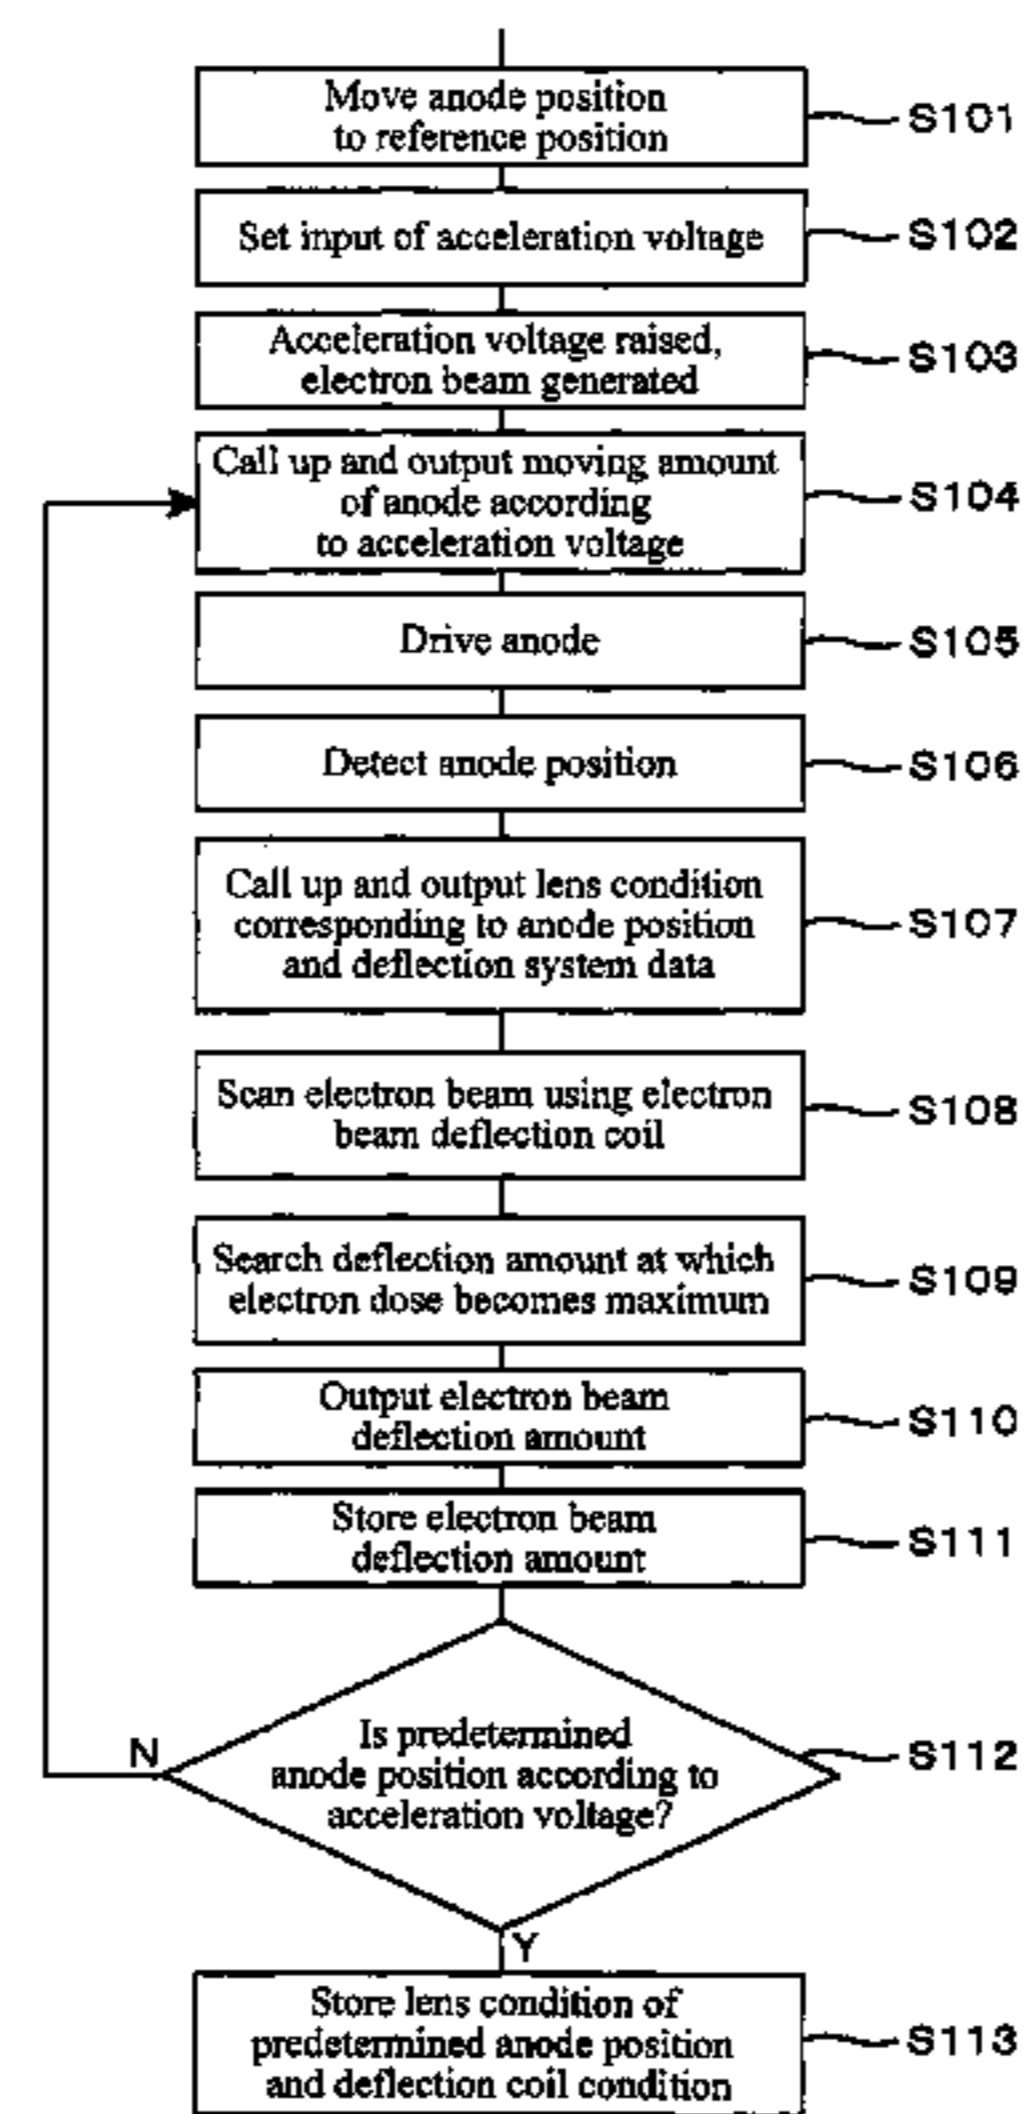 Move anode position
to reference position
S101
Set input of acceleration voltage
S102
Acceleration voltage raised,
electron beam generated
S103
Call up and output moving amount
of anode according
to acceleration voltage
S104
Drive anode
S105
Detect anode position
S106
Call up and output lens condition
corresponding to anode position
and deflection system data
S107
Scan electron beam using electron
beam deflection coil
S108
Search deflection amount at which
electron dose becomes maximum
S109
Output electron beam
deflection amount
S110
Store electron beam
deflection amount
S111
Is predetermined
anode position according to
acceleration voltage?
S112
N
Y
Store lens condition of
predetermined anode position
and deflection coil condition
S113